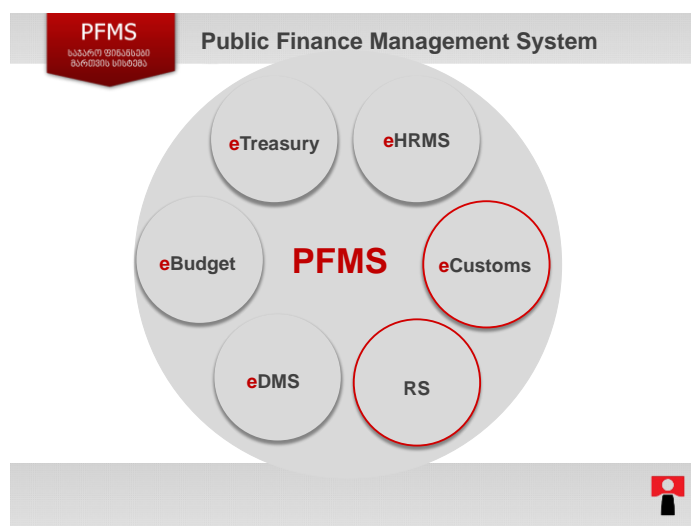 PFMS
საჯარო ფინანსები
მართვის სისტემა
Public Finance Management System
eTreasury
eHRMS
eBudget
PFMS
eCustoms
eDMS
RS